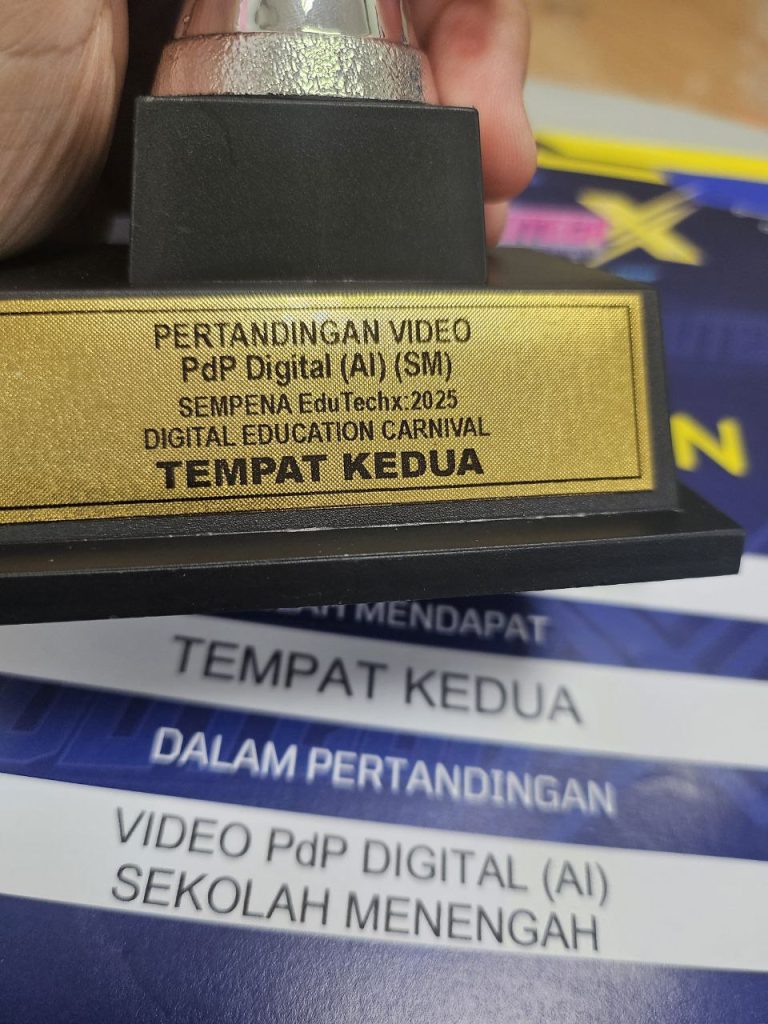 PERTANDINGAN VIDEO
PdP Digital (AI) (SM)
SEMPENA EduTechx:2025
DIGITAL EDUCATION CARNIVAL
TEMPAT KEDUA
X
N
MENDAPAT
TEMPAT KEDUA
DALAM PERTANDINGAN
VIDEO PdP DIGITAL (AI)
SEKOLAH MENENGAH